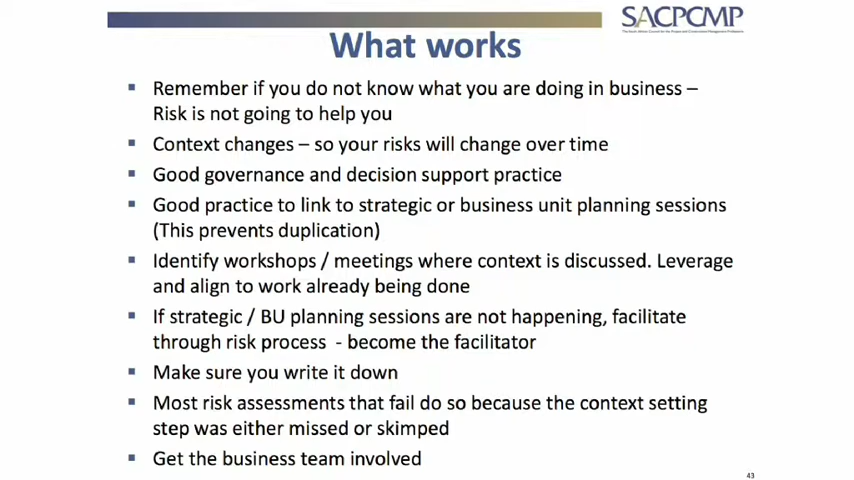 SACPCMP
What works
▪ Remember if you do not know what you are doing in business –
Risk is not going to help you
▪ Context changes – so your risks will change over time
▪ Good governance and decision support practice
▪ Good practice to link to strategic or business unit planning sessions
(This prevents duplication)
▪ Identify workshops / meetings where context is discussed. Leverage
and align to work already being done
▪ If strategic / BU planning sessions are not happening, facilitate
through risk process - become the facilitator
▪ Make sure you write it down
▪ Most risk assessments that fail do so because the context setting
step was either missed or skimped
▪ Get the business team involved
43